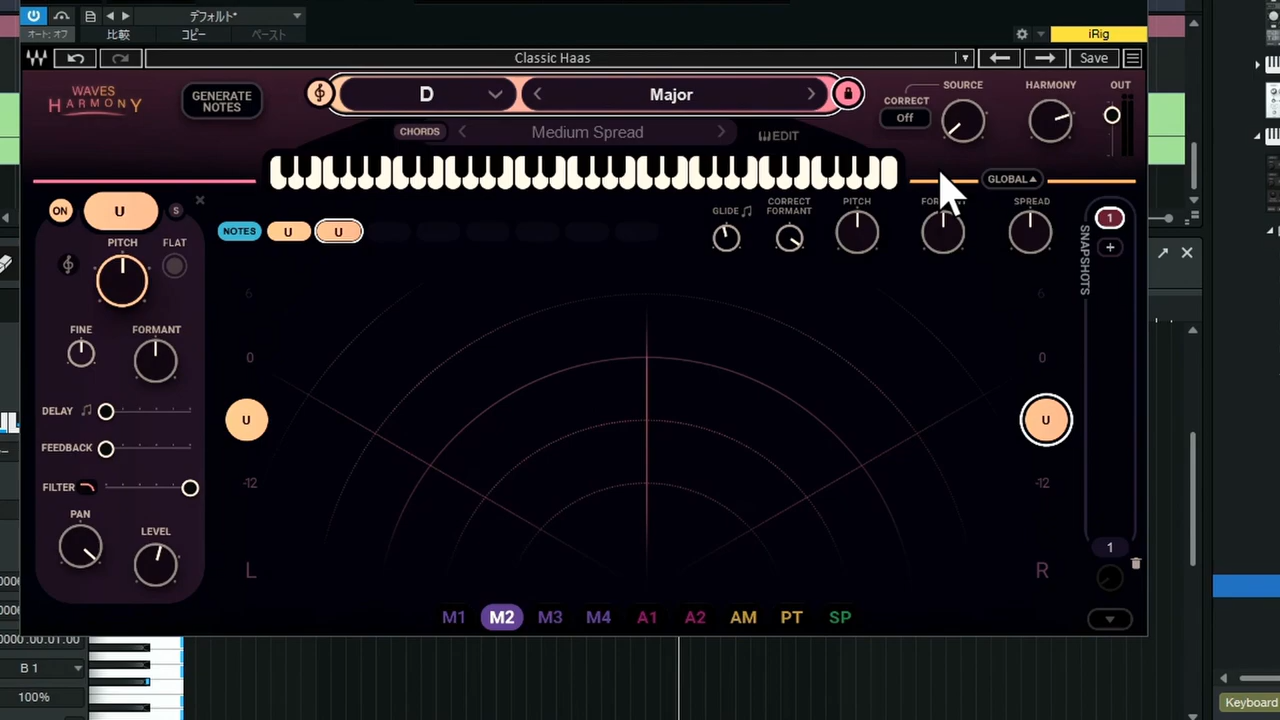 デフォルト*
オート: オフ 比較 コピー ペースト iRig
Classic Haas Save
WAVES
HARMONY
GENERATE
NOTES
D Major
CORRECT
Off
SOURCE HARMONY OUT
CHORDS Medium Spread EDIT
GLOBAL
ON U S
NOTES U U
GLIDE CORRECT
FORMANT PITCH SPREAD
PITCH FLAT
1
+
SNAPSHOTS
6 6
FINE FORMANT
0 0
DELAY
U U
FEEDBACK
FILTER
-12 -12
PAN LEVEL
L R
1
M1 M2 M3 M4 A1 A2 AM PT SP
B 1
100%
Keyboard